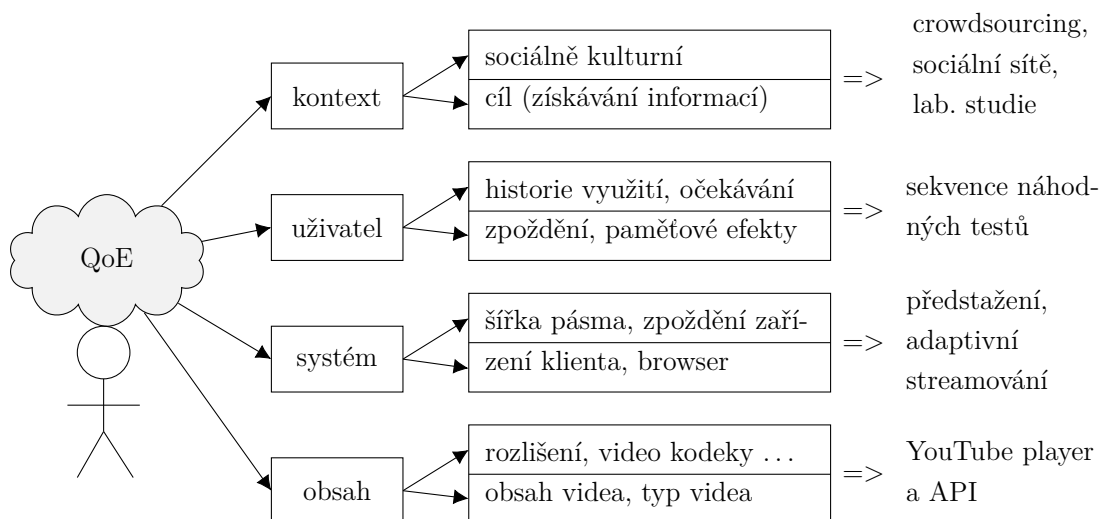 QoE
kontext
sociálně kulturní
cíl (získávání informací)
=>
crowdsourcing,
sociální sítě,
lab. studie
uživatel
historie využití, očekávání
zpoždění, paměťové efekty
=>
sekvence náhod-
ných testů
systém
šířka pásma, zpoždění zaří-
zení klienta, browser
=>
předstažení,
adaptivní
streamování
obsah
rozlišení, video kodeky ...
obsah videa, typ videa
=>
YouTube player
a API